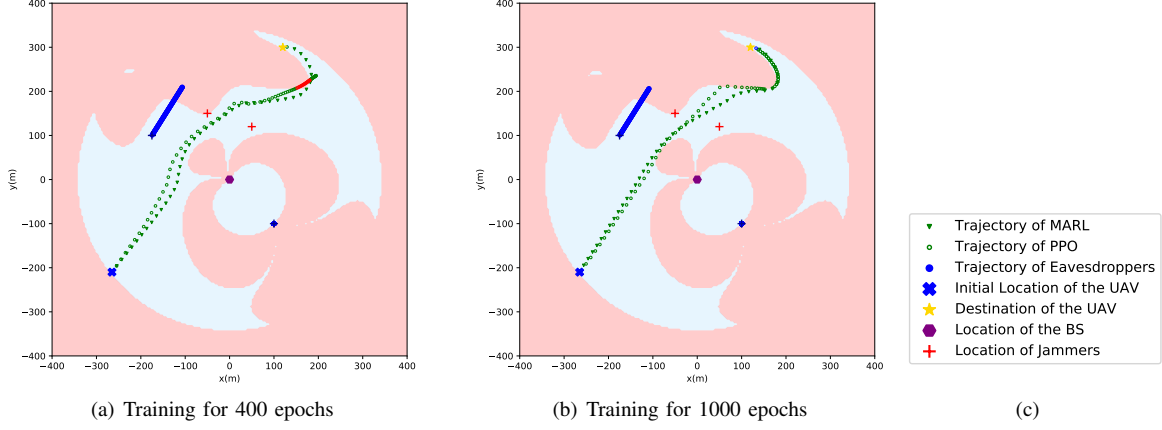 400
300
200
100
0
−100
−200
−300
−400
y(m)
−400 −300 −200 −100 0 100 200 300 400
x(m)
(a) Training for 400 epochs
400
300
200
100
0
−100
−200
−300
−400
y(m)
−400 −300 −200 −100 0 100 200 300 400
x(m)
(b) Training for 1000 epochs
Trajectory of MARL
Trajectory of PPO
Trajectory of Eavesdroppers
Initial Location of the UAV
Destination of the UAV
Location of the BS
Location of Jammers
(c)